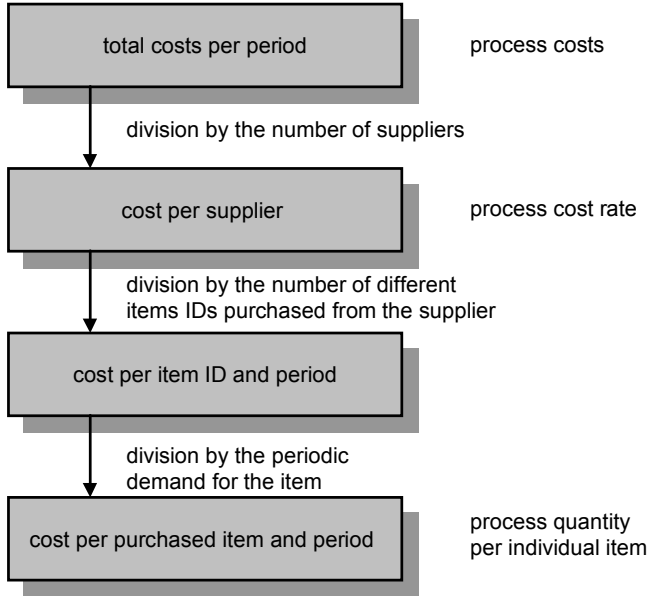 total costs per period
process costs
division by the number of suppliers
cost per supplier
process cost rate
division by the number of different
items IDs purchased from the supplier
cost per item ID and period
division by the periodic
demand for the item
cost per purchased item and period
process quantity
per individual item